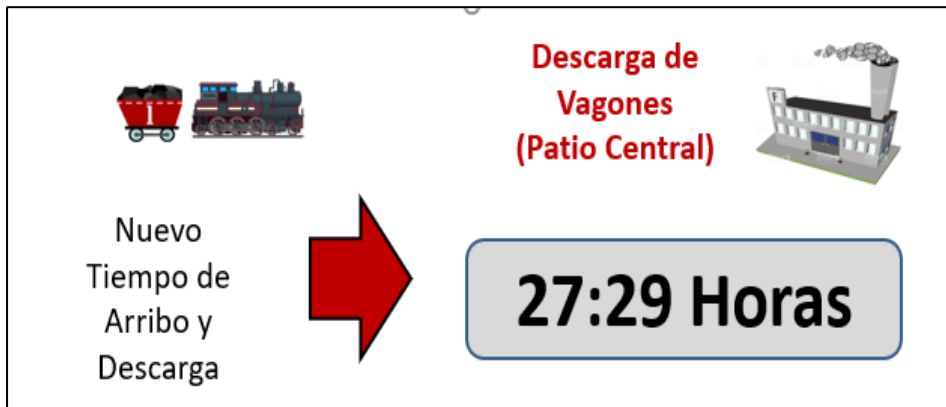 Descarga de
Vagones
(Patio Central)
F
1
Nuevo
Tiempo de
Arribo y
Descarga
27:29 Horas